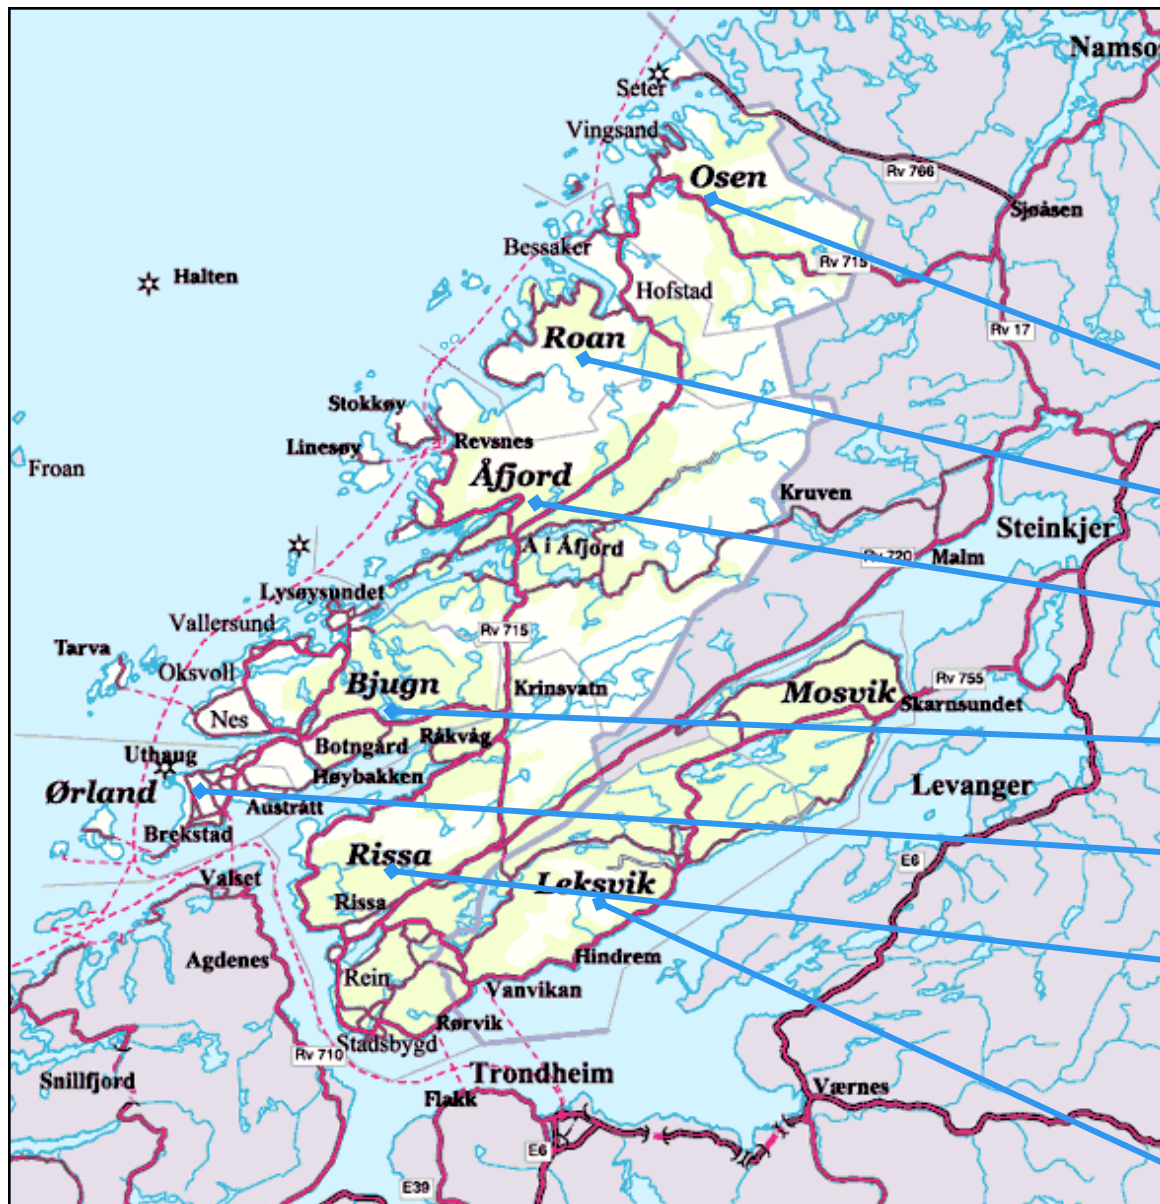 Namsos
Seter
Vingsand
Osen
Rv 766
Sjøåsen
Bessaker
Rv 715
Halten
Hofstad
Rv 17
Roan
Stokkøy
Revsnes
Linesøy
Froan
Åfjord
Kruven
Steinkjer
Å i Åfjord
Rv 720
Malm
Lysøysundet
Vallersund
Rv 715
Tarva
Oksvoll
Bjugn
Krinsvatn
Mosvik
Rv 755
Skarnsundet
Nes
Botngård
Råkvåg
Uthaug
Høybakken
Levanger
Ørland
Austrått
Brekstad
Rissa
E6
Valset
Leksvik
Rissa
Agdenes
Hindrem
Rein
Vanvikan
Rørvik
Stadsbygd
Rv 710
Trondheim
Snillfjord
Værnes
Flakk
E6
E39